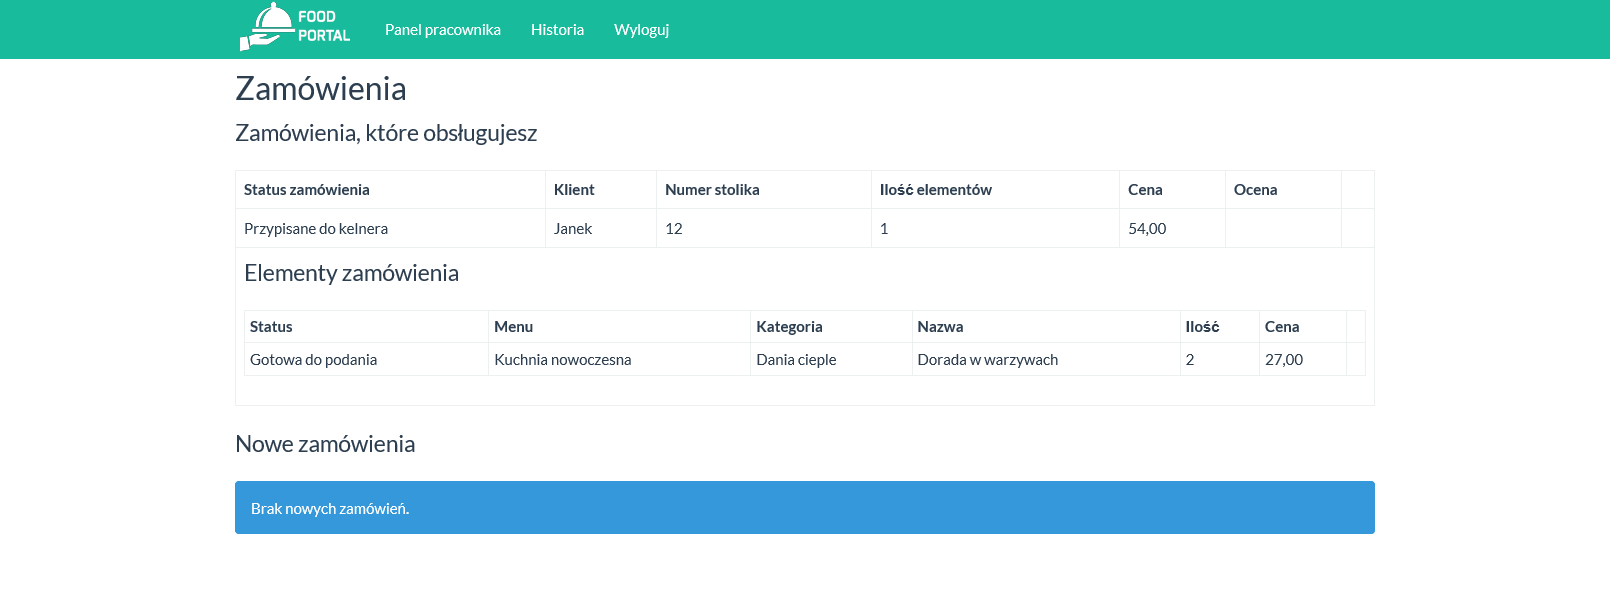 FOOD
PORTAL
Panel pracownika Historia Wyloguj
Zamówienia
Zamówienia, które obsługujesz
Status zamówienia Klient Numer stolika Ilość elementów Cena Ocena
Przypisane do kelnera Janek 12 1 54,00
Elementy zamówienia
Status Menu Kategoria Nazwa Ilość Cena
Gotowa do podania Kuchnia nowoczesna Dania cieple Dorada w warzywach 2 27,00
Nowe zamówienia
Brak nowych zamówień.